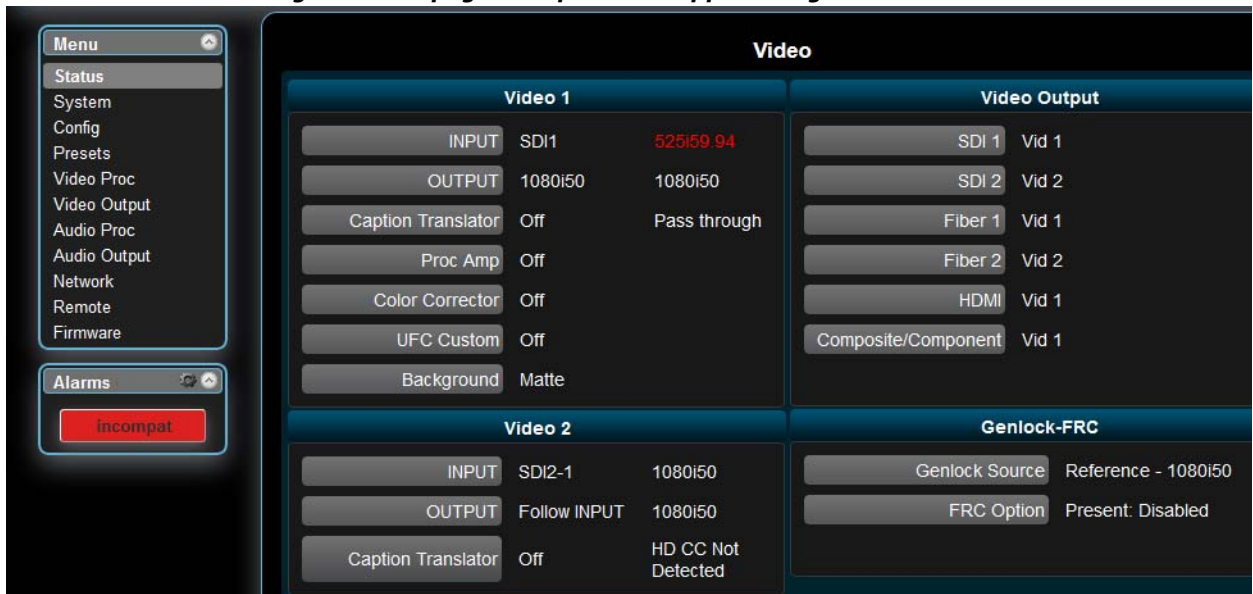 Menu
Status
System
Config
Presets
Video Proc
Video Output
Audio Proc
Audio Output
Network
Remote
Firmware
Alarms
incompat
Video
Video 1
INPUT SDI1 525i59.94
OUTPUT 1080i50 1080i50
Caption Translator Off Pass through
Proc Amp Off
Color Corrector Off
UFC Custom Off
Background Matte
Video 2
INPUT SDI2-1 1080i50
OUTPUT Follow INPUT 1080i50
Caption Translator Off HD CC Not
Detected
Video Output
SDI 1 Vid 1
SDI 2 Vid 2
Fiber 1 Vid 1
Fiber 2 Vid 2
HDMI Vid 1
Composite/Component Vid 1
Genlock-FRC
Genlock Source Reference - 1080i50
FRC Option Present: Disabled